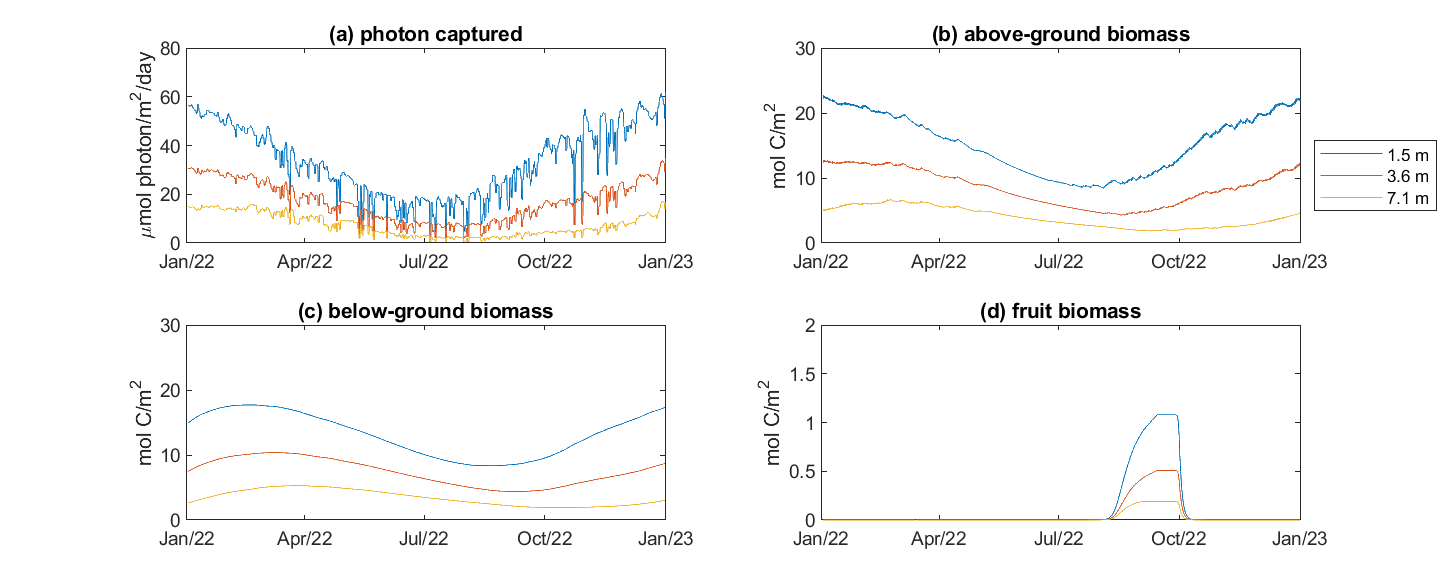 (a) photon captured
μmol photon/m²/day
80
60
40
20
0
Jan/22 Apr/22 Jul/22 Oct/22 Jan/23
(b) above-ground biomass
mol C/m²
30
20
10
0
Jan/22 Apr/22 Jul/22 Oct/22 Jan/23
1.5 m
3.6 m
7.1 m
(c) below-ground biomass
mol C/m²
30
20
10
0
Jan/22 Apr/22 Jul/22 Oct/22 Jan/23
(d) fruit biomass
mol C/m²
2
1.5
1
0.5
0
Jan/22 Apr/22 Jul/22 Oct/22 Jan/23